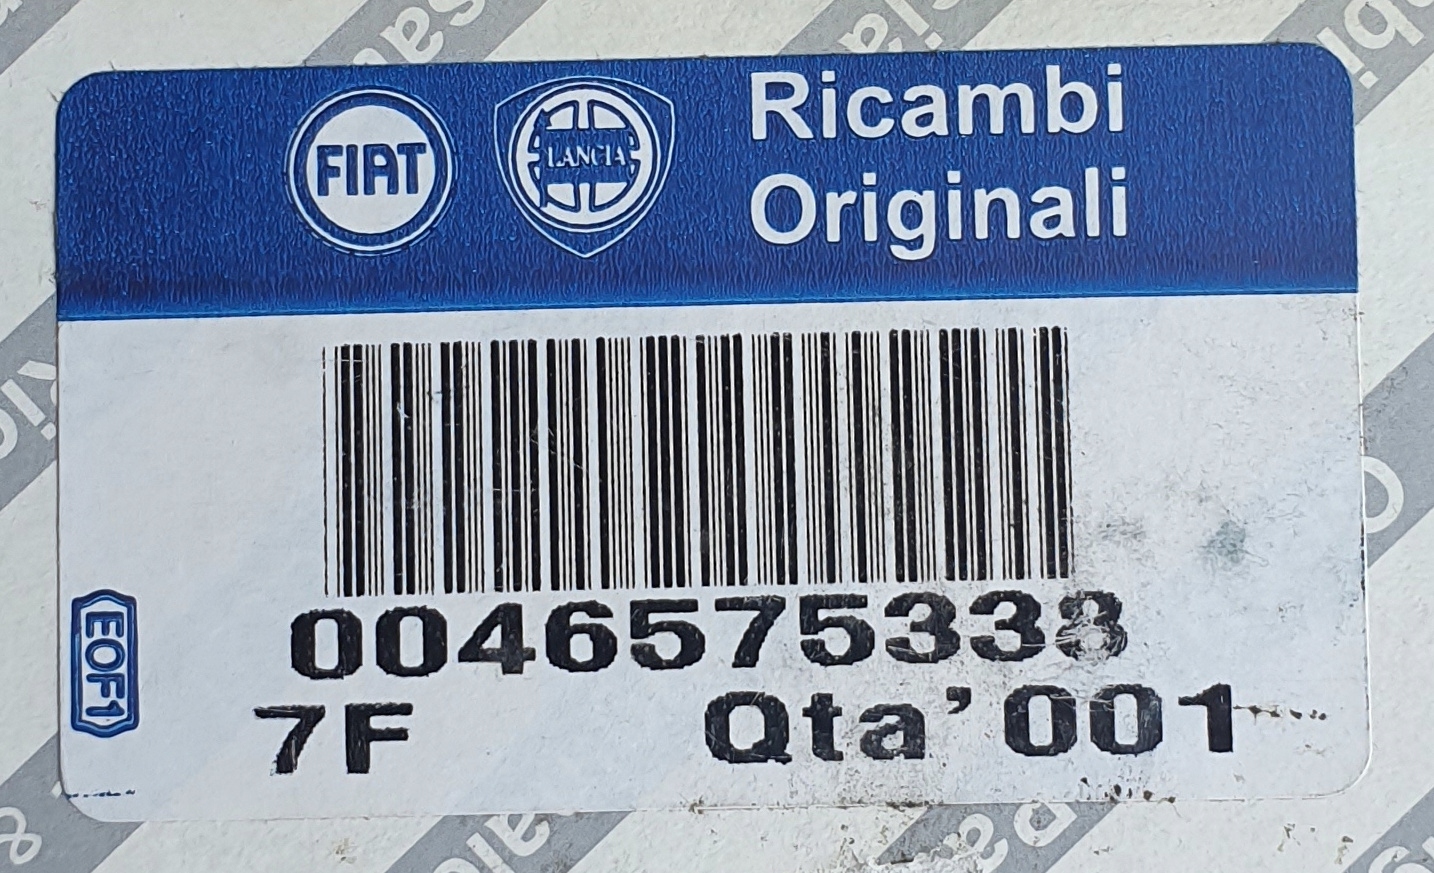 FIAT
LANCIA
Ricambi
Originali
0046575338
EOF1
7F Qta' 001